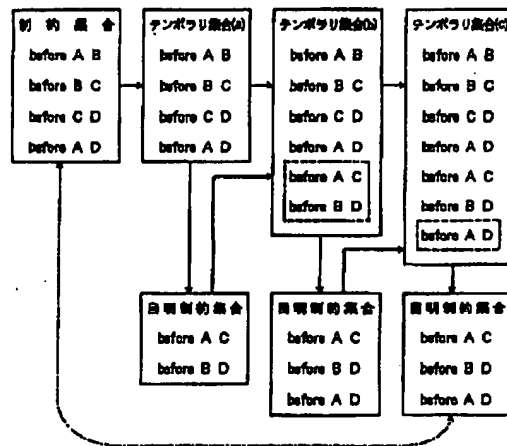 制約集合
before A B
before B C
before C D
before A D
テンポラリ集合(a)
before A B
before B C
before C D
before A D
テンポラリ集合(b)
before A B
before B C
before C D
before A D
before A C
before B D
テンポラリ集合(c)
before A B
before B C
before C D
before A D
before A C
before B D
before A D
自明制約集合
before A C
before B D
自明制約集合
before A C
before B D
before A D
自明制約集合
before A C
before B D
before A D